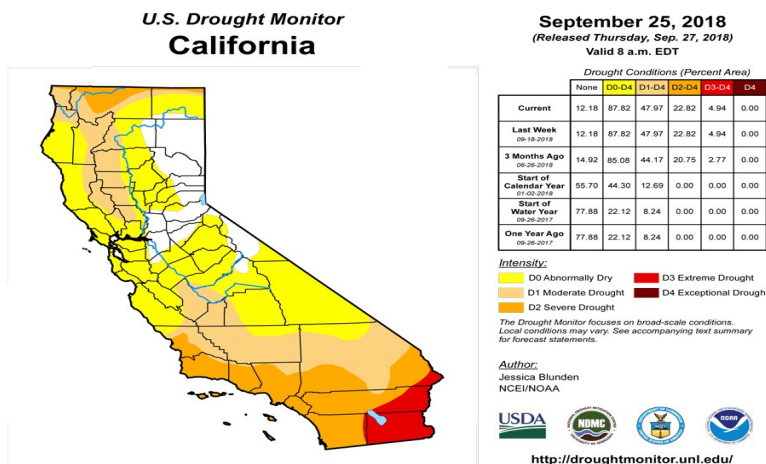 U.S. Drought Monitor
California
September 25, 2018
(Released Thursday, Sep. 27, 2018)
Valid 8 a.m. EDT
Drought Conditions (Percent Area)
None D0-D4 D1-D4 D2-D4 D3-D4 D4
Current 12.18 87.82 47.97 22.82 4.94 0.00
Last Week
09-18-2018
12.18 87.82 47.97 22.82 4.94 0.00
3 Months Ago
06-26-2018
14.92 85.08 44.17 20.75 2.77 0.00
Start of
Calendar Year
01-02-2018
55.70 44.30 12.69 0.00 0.00 0.00
Start of
Water Year
09-26-2017
77.88 22.12 8.24 0.00 0.00 0.00
One Year Ago
09-26-2017
77.88 22.12 8.24 0.00 0.00 0.00
Intensity:
D0 Abnormally Dry
D3 Extreme Drought
D1 Moderate Drought
D4 Exceptional Drough
D2 Severe Drought
The Drought Monitor focuses on broad-scale conditions.
Local conditions may vary. See accompanying text summary
for forecast statements.
Author:
Jessica Blunden
NCEI/NOAA
USDA
NDMC
NOAA
http://droughtmonitor.unl.edu/